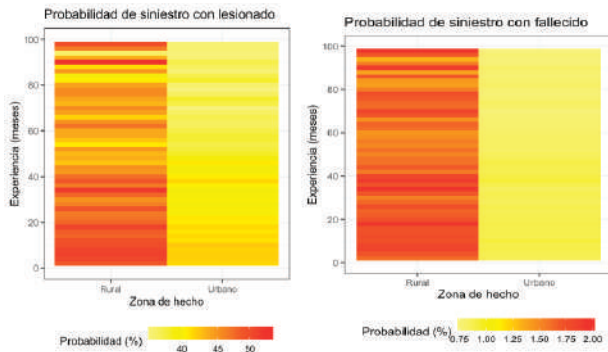 Probabilidad de siniestro con lesionado
100
80
60
40
20
0
Experiencia (meses)
Rural
Urbano
Zona de hecho
Probabilidad (%)
40
45
50
Probabilidad de siniestro con fallecido
100
80
60
40
20
0
Experiencia (meses)
Rural
Urbano
Zona de hecho
Probabilidad (%)
0.75
1.00
1.25
1.50
1.75
2.00